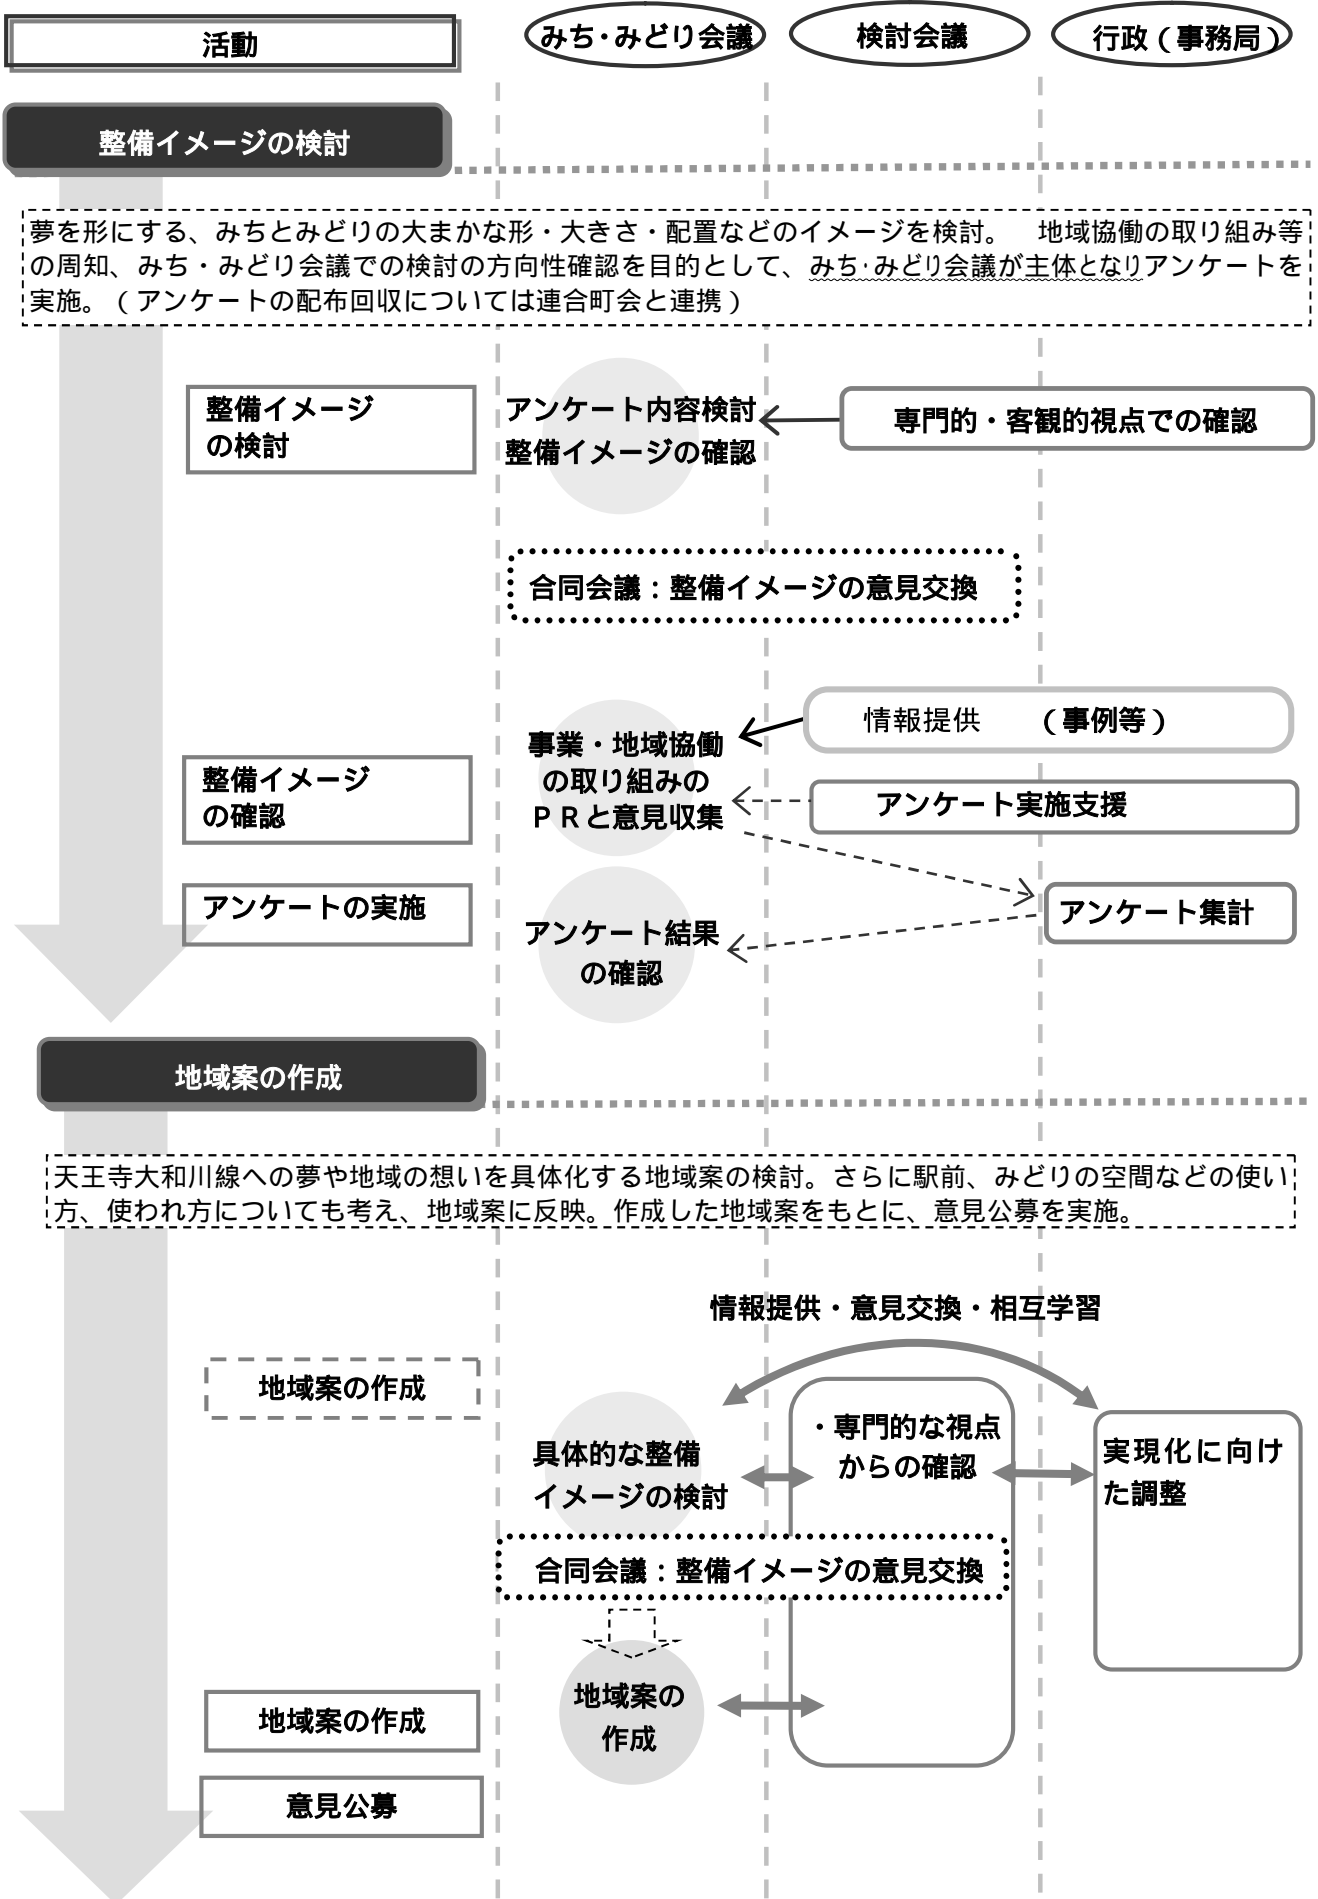 活動
みち・みどり会議
検討会議
行政(事務局)
整備イメージの検討
夢を形にする、みちとみどりの大まかな形・大きさ・配置などのイメージを検討。　地域協働の取り組み等
の周知、みち・みどり会議での検討の方向性確認を目的として、みち・みどり会議が主体となりアンケートを
実施。(アンケートの配布回収については連合町会と連携)
整備イメージ
の検討
アンケート内容検討
整備イメージの確認
専門的・客観的視点での確認
合同会議:整備イメージの意見交換
情報提供　　(事例等)
事業・地域協働
の取り組みの
PRと意見収集
整備イメージ
の確認
アンケート実施支援
アンケートの実施
アンケート集計
アンケート結果
の確認
地域案の作成
天王寺大和川線への夢や地域の想いを具体化する地域案の検討。さらに駅前、みどりの空間などの使い
方、使われ方についても考え、地域案に反映。作成した地域案をもとに、意見公募を実施。
情報提供・意見交換・相互学習
地域案の作成
具体的な整備
イメージの検討
・専門的な視点
からの確認
実現化に向け
た調整
合同会議:整備イメージの意見交換
地域案の
作成
地域案の作成
意見公募